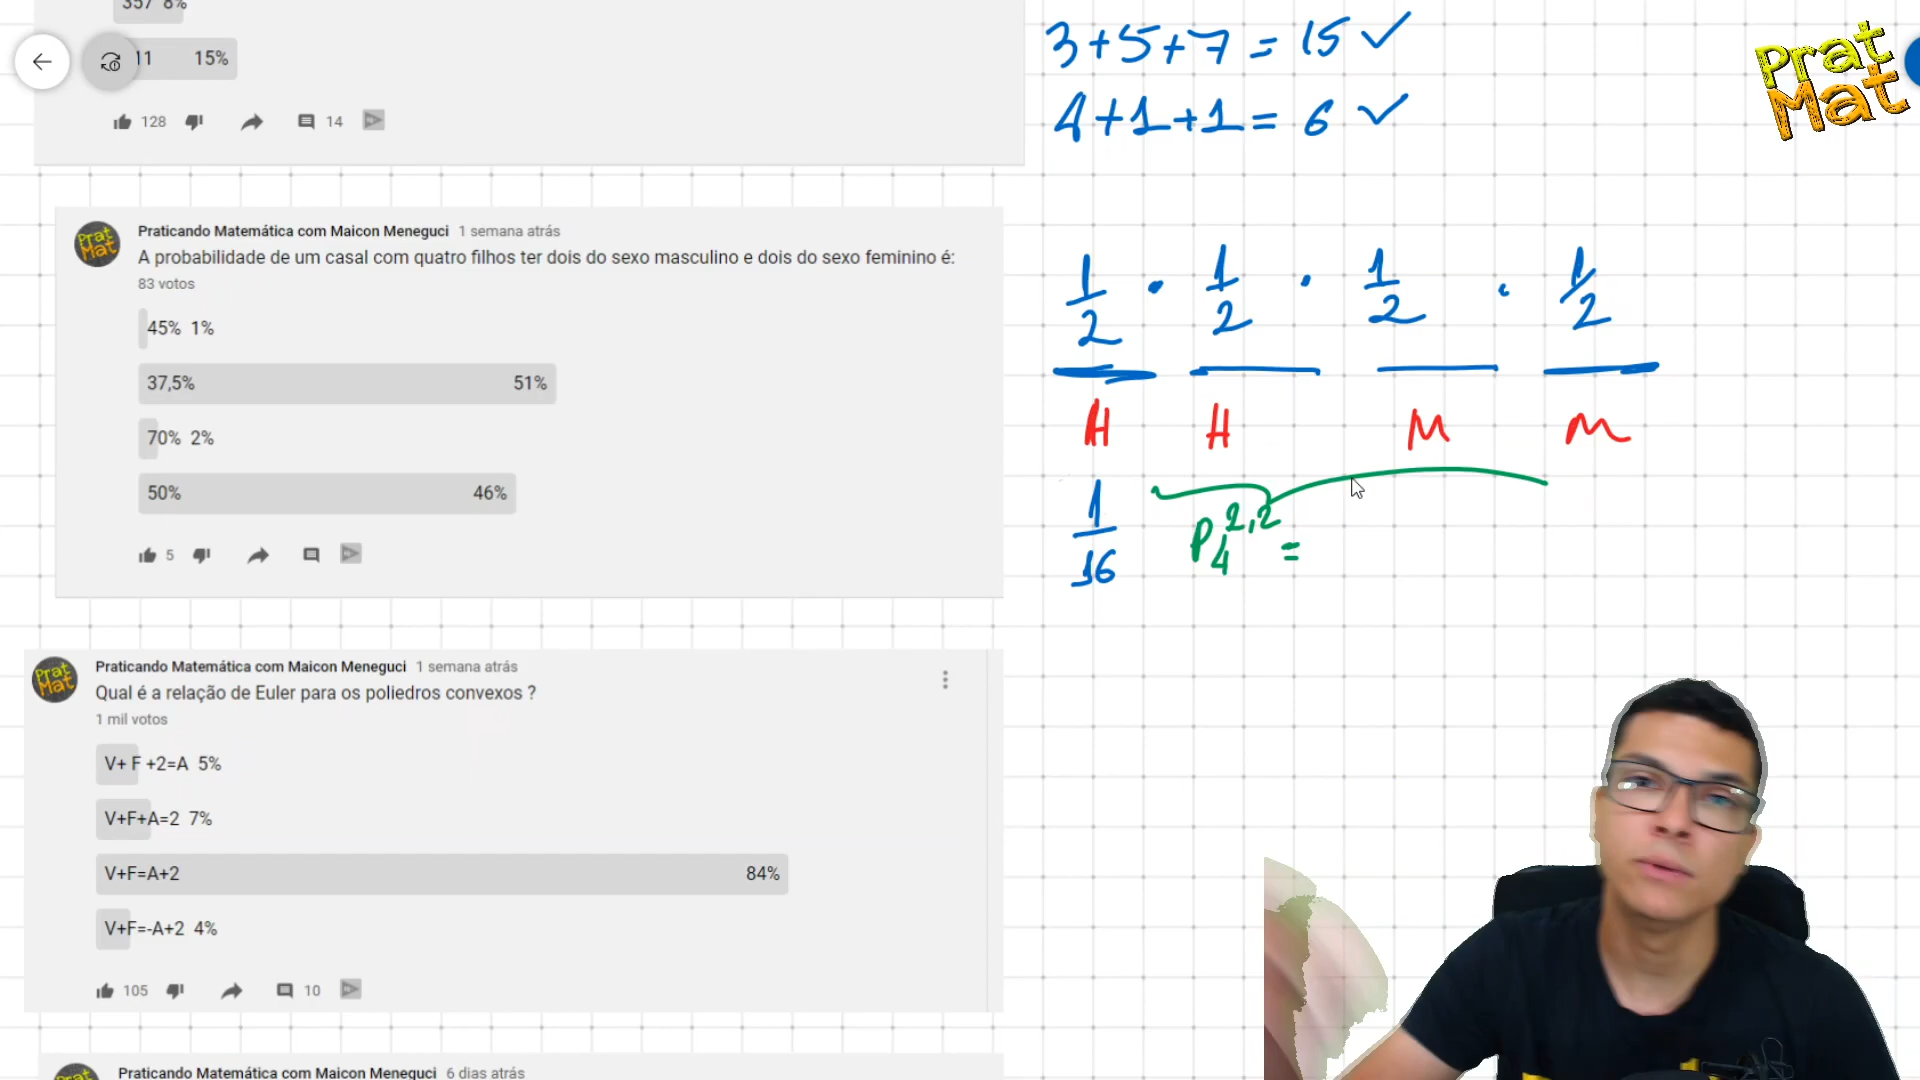 357 8%
11 15%
128 14
Praticando Matemática com Maicon Meneguci 1 semana atrás
A probabilidade de um casal com quatro filhos ter dois do sexo masculino e dois do sexo feminino é:
83 votos
45% 1%
37,5% 51%
70% 2%
50% 46%
5
Praticando Matemática com Maicon Meneguci 1 semana atrás
Qual é a relação de Euler para os poliedros convexos ?
1 mil votos
V+ F +2=A 5%
V+F+A=2 7%
V+F=A+2 84%
V+F=-A+2 4%
105 10
Praticando Matemática com Maicon Meneguci 6 dias atrás
3+5+7 = 15 ✓
4+1+1 = 6 ✓
1/2 · 1/2 · 1/2 · 1/2
H H M M
1/16 P₄^2,2 =
Prat
Mat
Prat
Mat
Prat
Mat